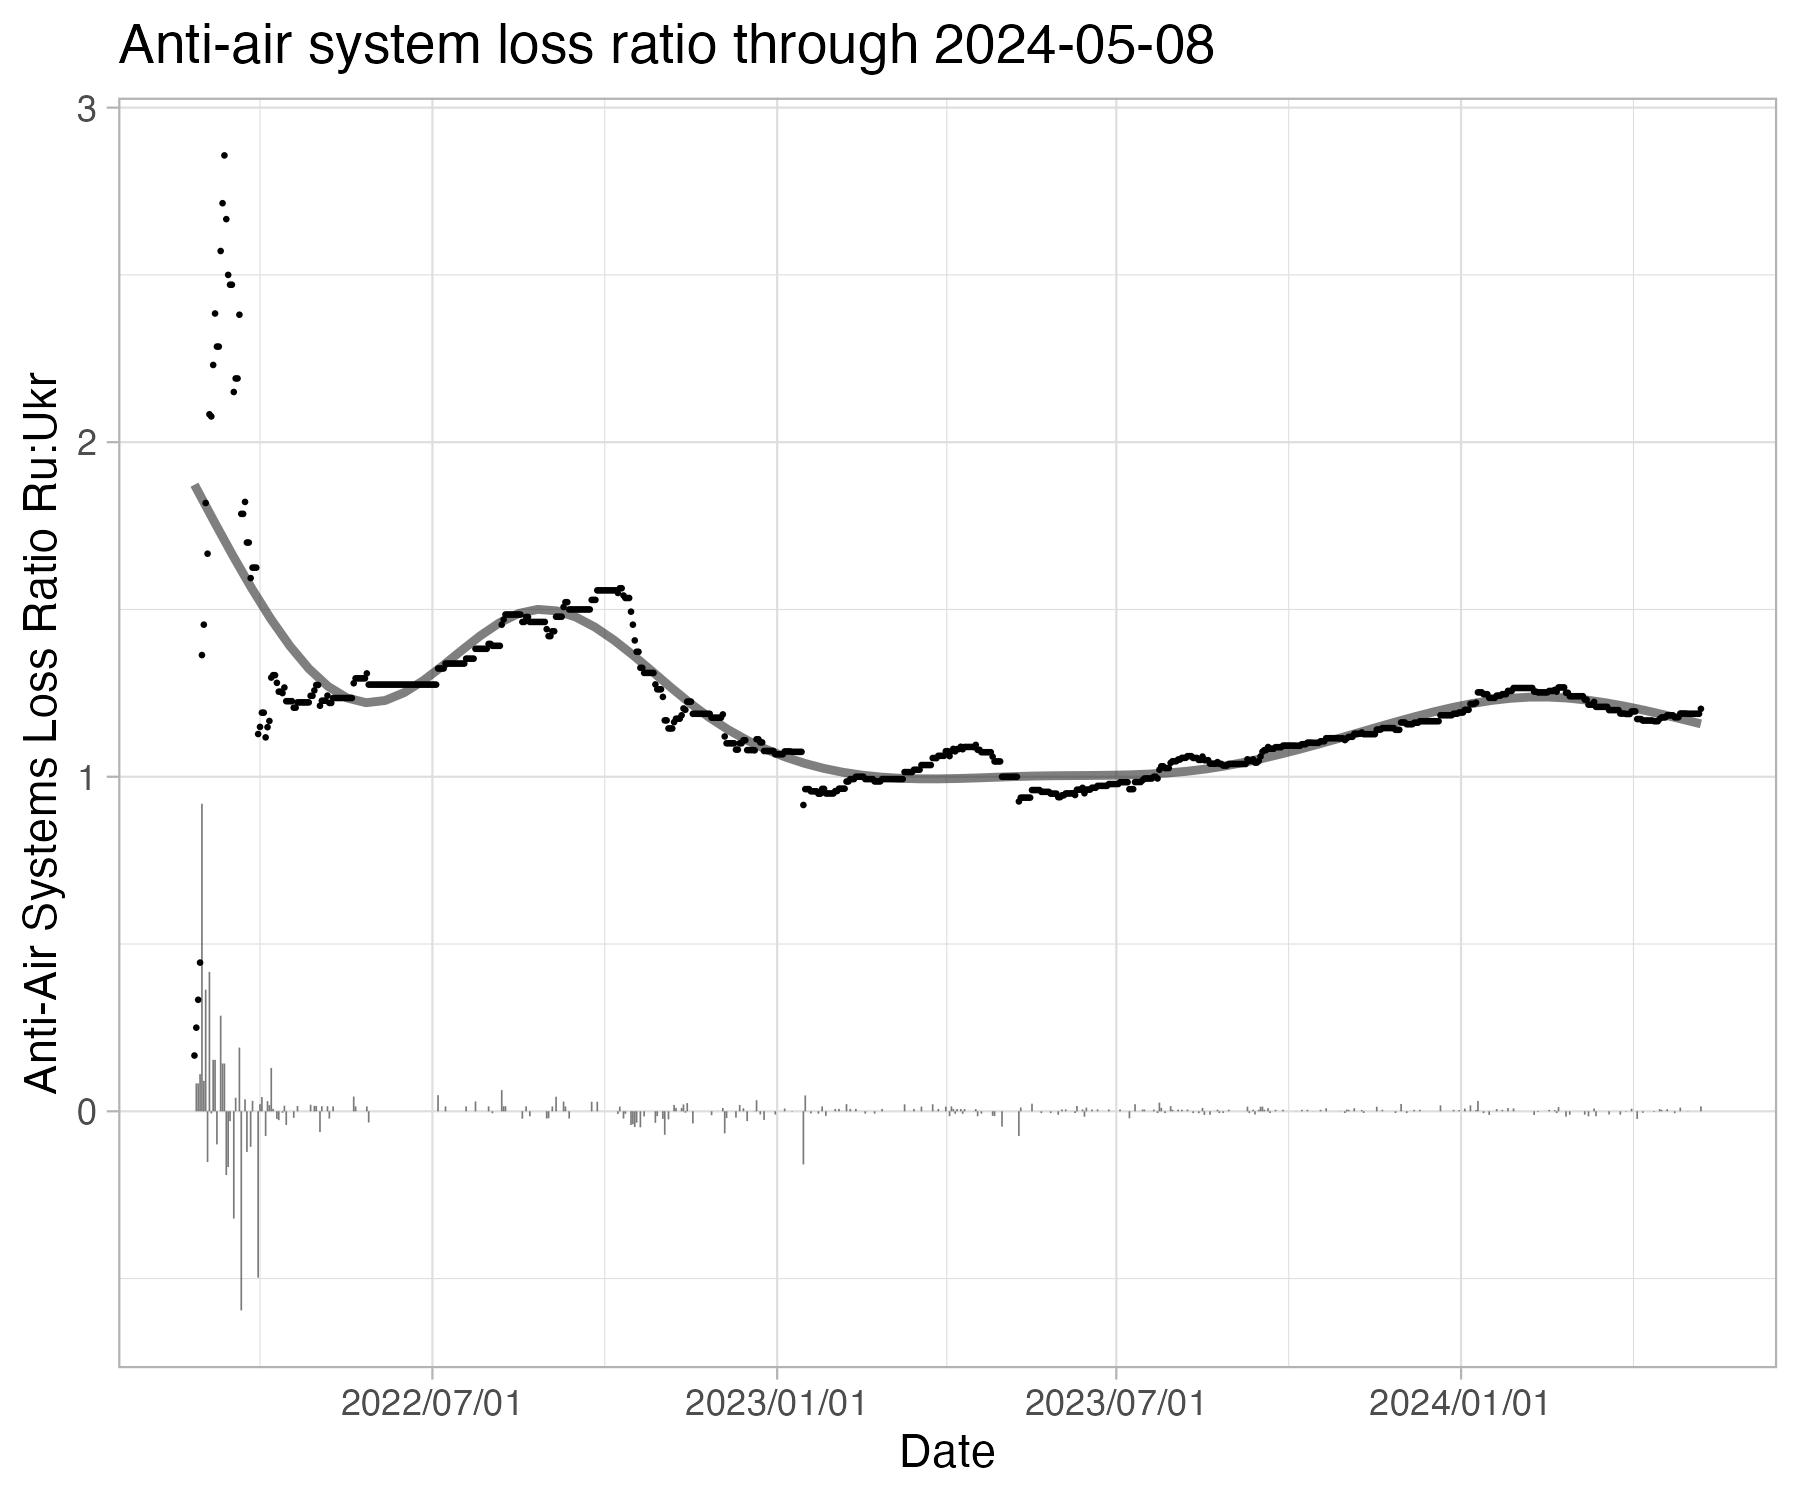 Anti-air system loss ratio through 2024-05-08
Anti-Air Systems Loss Ratio Ru:Ukr
3
2
1
0
2022/07/01
2023/01/01
2023/07/01
2024/01/01
Date